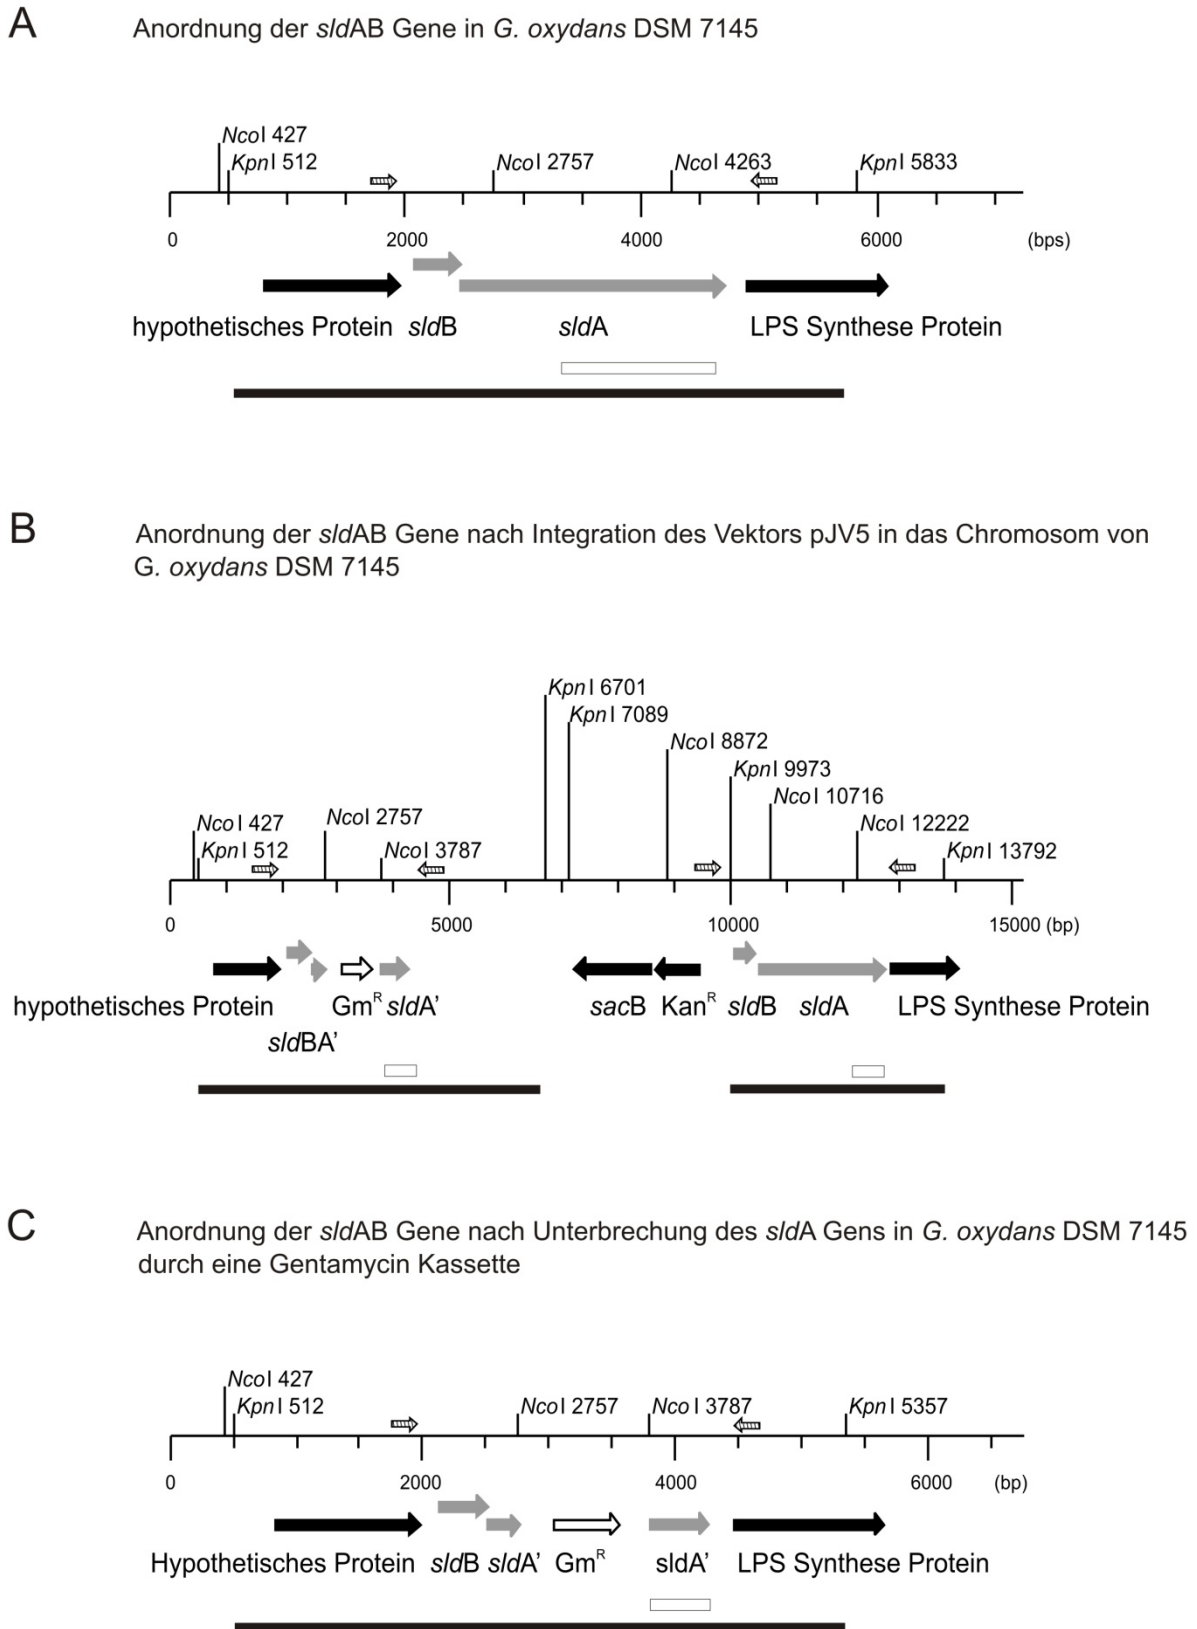 A
Anordnung der sldAB Gene in G. oxydans DSM 7145
NcoI 427
KpnI 512
NcoI 2757
NcoI 4263
KpnI 5833
0
2000
4000
6000
(bps)
hypothetisches Protein
sldB
sldA
LPS Synthese Protein
B
Anordnung der sldAB Gene nach Integration des Vektors pJV5 in das Chromosom von
G. oxydans DSM 7145
KpnI 6701
KpnI 7089
NcoI 8872
KpnI 9973
NcoI 10716
NcoI 427
NcoI 2757
NcoI 12222
KpnI 512
NcoI 3787
KpnI 13792
0
5000
10000
15000 (bp)
hypothetisches Protein
GmR sldA'
sacB
KanR
sldB
sldA
LPS Synthese Protein
sldBA'
C
Anordnung der sldAB Gene nach Unterbrechung des sldA Gens in G. oxydans DSM 7145
durch eine Gentamycin Kassette
NcoI 427
KpnI 512
NcoI 2757
NcoI 3787
KpnI 5357
0
2000
4000
6000
(bp)
Hypothetisches Protein
sldB
sldA'
GmR
sldA'
LPS Synthese Protein